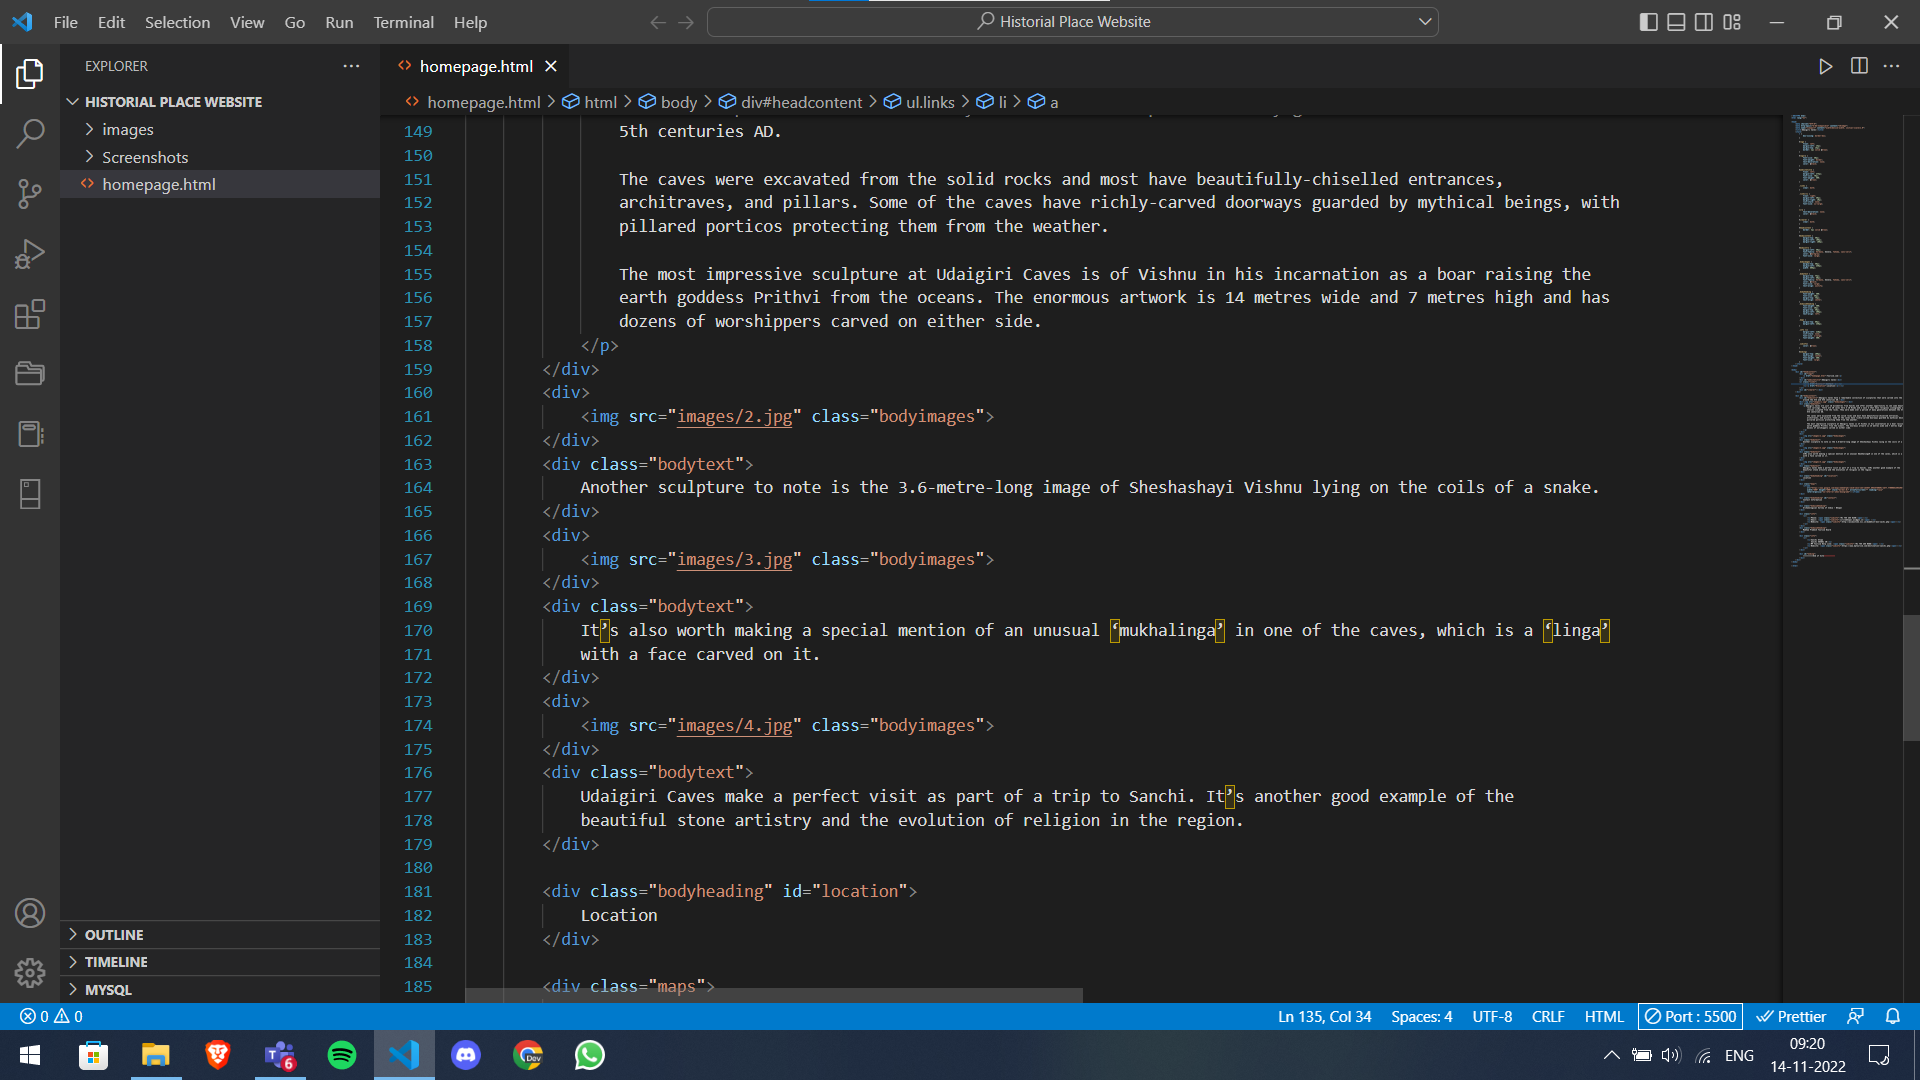 File Edit Selection View Go Run Terminal Help
Historial Place Website
EXPLORER
HISTORIAL PLACE WEBSITE
images
Screenshots
homepage.html
OUTLINE
TIMELINE
MYSQL
homepage.html
homepage.html html body div#headcontent ul.links li a
149 5th centuries AD.
150
151 The caves were excavated from the solid rocks and most have beautifully-chiselled entrances,
152 architraves, and pillars. Some of the caves have richly-carved doorways guarded by mythical beings, with
153 pillared porticos protecting them from the weather.
154
155 The most impressive sculpture at Udaigiri Caves is of Vishnu in his incarnation as a boar raising the
156 earth goddess Prithvi from the oceans. The enormous artwork is 14 metres wide and 7 metres high and has
157 dozens of worshippers carved on either side.
158 </p>
159 </div>
160 <div>
161 <img src="images/2.jpg" class="bodyimages">
162 </div>
163 <div class="bodytext">
164 Another sculpture to note is the 3.6-metre-long image of Sheshashayi Vishnu lying on the coils of a snake.
165 </div>
166 <div>
167 <img src="images/3.jpg" class="bodyimages">
168 </div>
169 <div class="bodytext">
170 It’s also worth making a special mention of an unusual ‘mukhalinga’ in one of the caves, which is a ‘linga’
171 with a face carved on it.
172 </div>
173 <div>
174 <img src="images/4.jpg" class="bodyimages">
175 </div>
176 <div class="bodytext">
177 Udaigiri Caves make a perfect visit as part of a trip to Sanchi. It’s another good example of the
178 beautiful stone artistry and the evolution of religion in the region.
179 </div>
180
181 <div class="bodyheading" id="location">
182 Location
183 </div>
184
185 <div class="maps">
0 0
Ln 135, Col 34 Spaces: 4 UTF-8 CRLF HTML Port : 5500 Prettier
6
Dev
ENG
09:20
14-11-2022